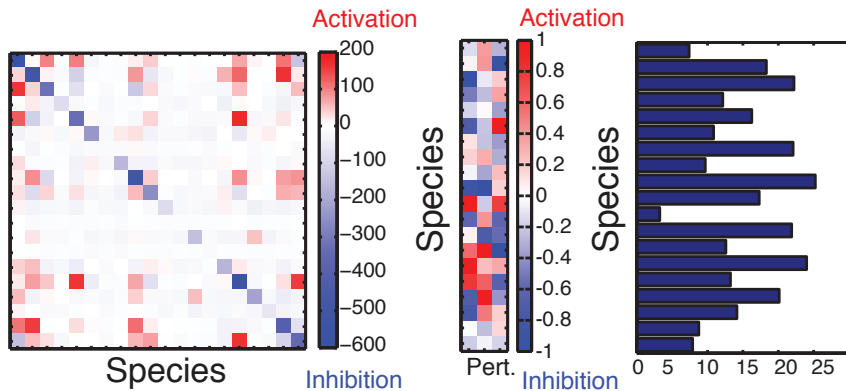 Activation
200
100
0
−100
−200
−300
−400
−500
−600
Inhibition
Species
Species
Activation
1
0.8
0.6
0.4
0.2
0
-0.2
-0.4
-0.6
-0.8
-1
Inhibition
Pert.
Species
0 5 10 15 20 25